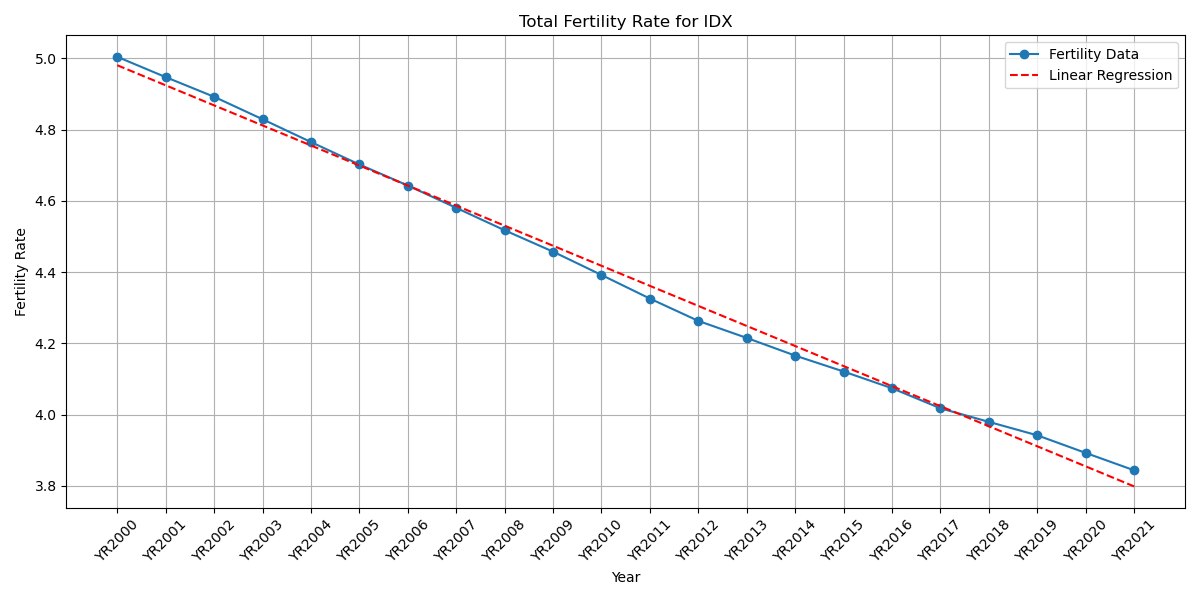 Total Fertility Rate for IDX
Fertility Data
Linear Regression
Fertility Rate
5.0
4.8
4.6
4.4
4.2
4.0
3.8
YR2000
YR2001
YR2002
YR2003
YR2004
YR2005
YR2006
YR2007
YR2008
YR2009
YR2010
YR2011
YR2012
YR2013
YR2014
YR2015
YR2016
YR2017
YR2018
YR2019
YR2020
YR2021
Year